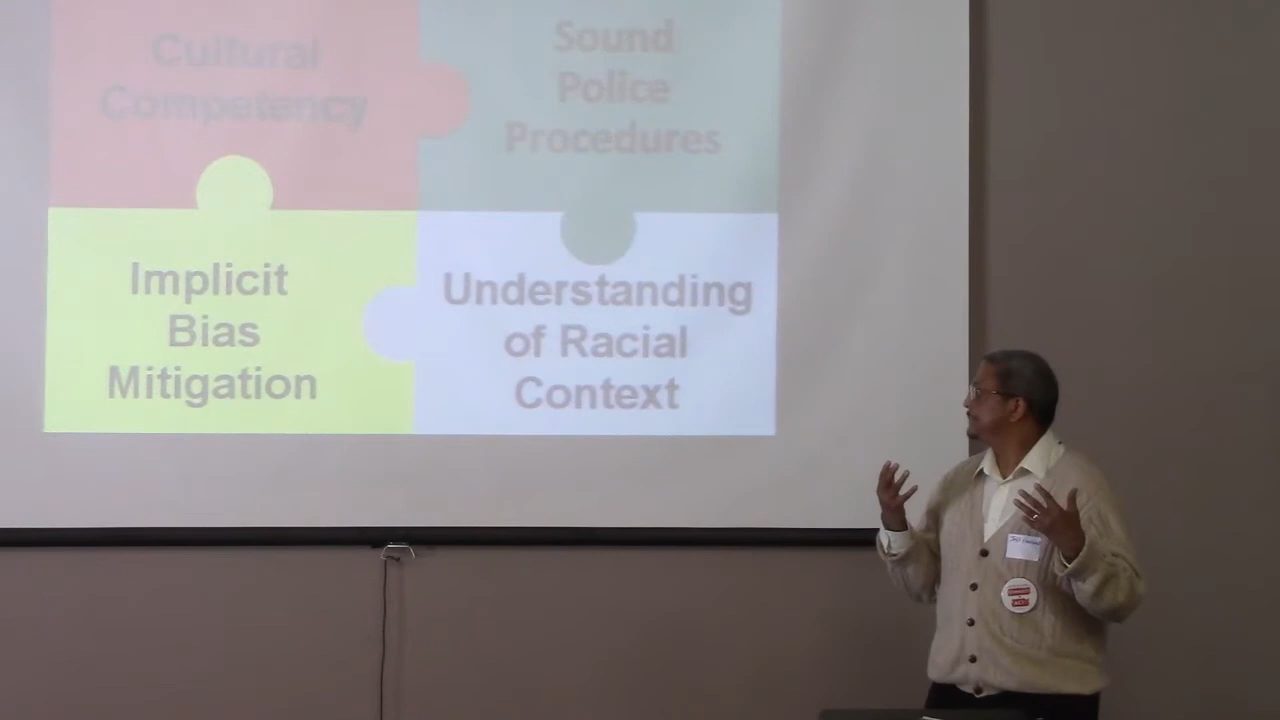 Cultural
Competency
Sound
Police
Procedures
Implicit
Bias
Mitigation
Understanding
of Racial
Context